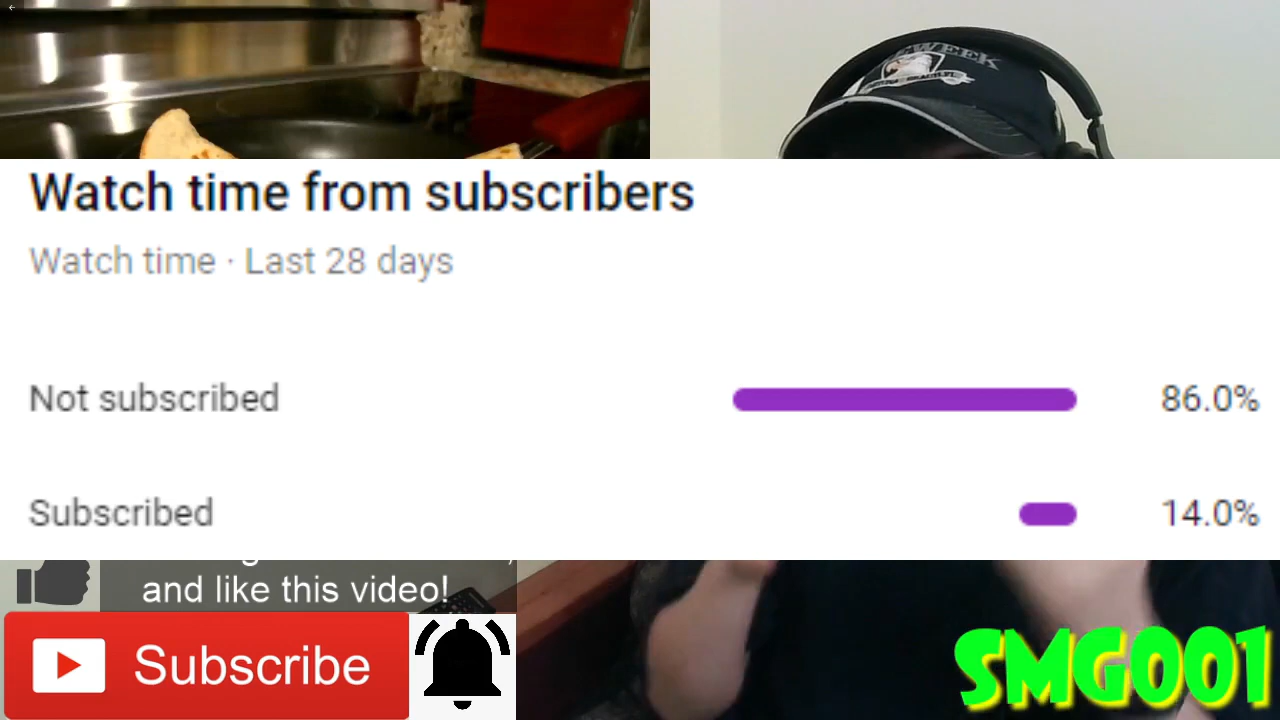 Watch time from subscribers
Watch time · Last 28 days
Not subscribed
86.0%
Subscribed
14.0%
and like this video!
Subscribe
SMG001